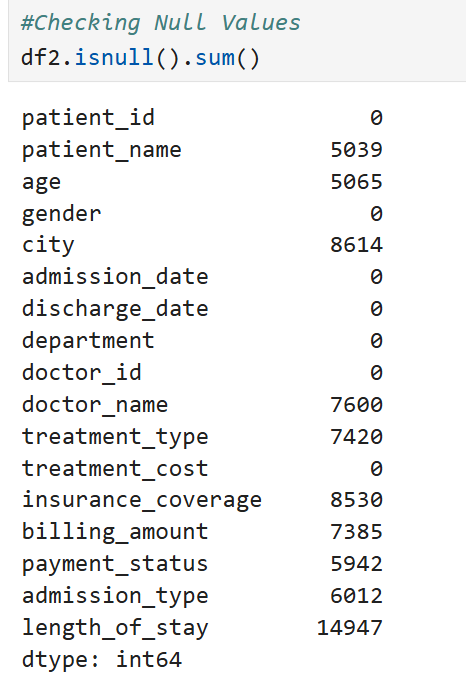 #Checking Null Values
df2.isnull().sum()
patient_id 0
patient_name 5039
age 5065
gender 0
city 8614
admission_date 0
discharge_date 0
department 0
doctor_id 0
doctor_name 7600
treatment_type 7420
treatment_cost 0
insurance_coverage 8530
billing_amount 7385
payment_status 5942
admission_type 6012
length_of_stay 14947
dtype: int64